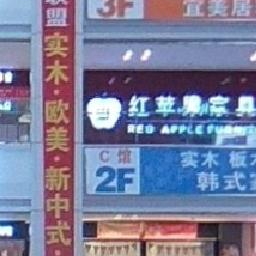 联盟
实木·欧美·新中式·
3F
宜美居
红苹果家具
RED APPLE FURNI
C馆
2F
实木 板木
韩式